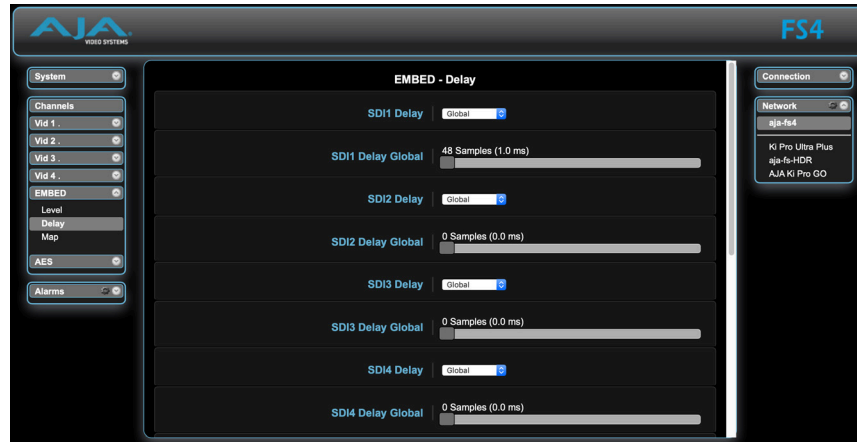 AJA
VIDEO SYSTEMS
FS4
System
Channels
Vid 1 .
Vid 2 .
Vid 3 .
Vid 4 .
EMBED
Level
Delay
Map
AES
Alarms
EMBED - Delay
SDI1 Delay Global
SDI1 Delay Global 48 Samples (1.0 ms)
SDI2 Delay Global
SDI2 Delay Global 0 Samples (0.0 ms)
SDI3 Delay Global
SDI3 Delay Global 0 Samples (0.0 ms)
SDI4 Delay Global
SDI4 Delay Global 0 Samples (0.0 ms)
Connection
Network
aja-fs4
Ki Pro Ultra Plus
aja-fs-HDR
AJA Ki Pro GO